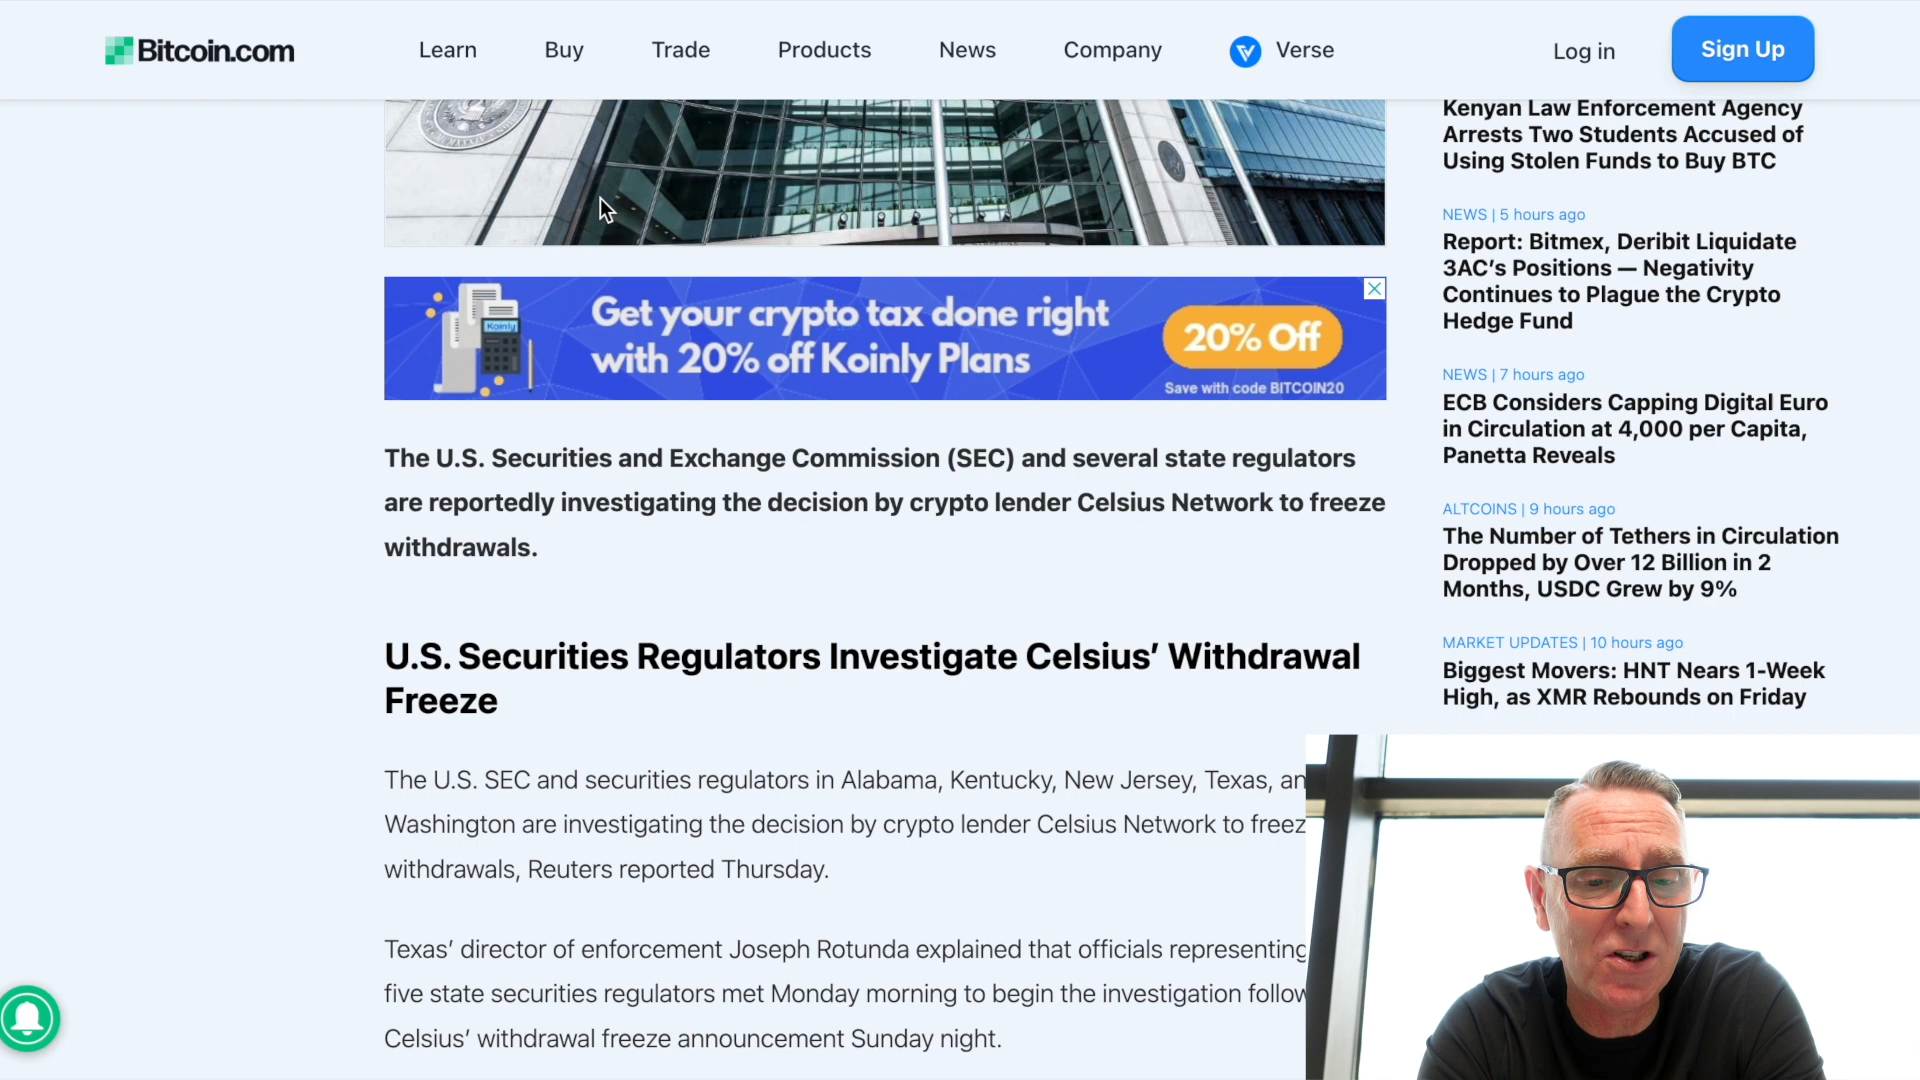 Bitcoin.com
Learn
Buy
Trade
Products
News
Company
Verse
Log in
Sign Up
Koinly
Get your crypto tax done right
with 20% off Koinly Plans
20% Off
Save with code BITCOIN20
The U.S. Securities and Exchange Commission (SEC) and several state regulators
are reportedly investigating the decision by crypto lender Celsius Network to freeze
withdrawals.
U.S. Securities Regulators Investigate Celsius’ Withdrawal
Freeze
The U.S. SEC and securities regulators in Alabama, Kentucky, New Jersey, Texas, an
Washington are investigating the decision by crypto lender Celsius Network to freez
withdrawals, Reuters reported Thursday.
Texas’ director of enforcement Joseph Rotunda explained that officials representing
five state securities regulators met Monday morning to begin the investigation follow
Celsius’ withdrawal freeze announcement Sunday night.
Kenyan Law Enforcement Agency
Arrests Two Students Accused of
Using Stolen Funds to Buy BTC
NEWS | 5 hours ago
Report: Bitmex, Deribit Liquidate
3AC’s Positions — Negativity
Continues to Plague the Crypto
Hedge Fund
NEWS | 7 hours ago
ECB Considers Capping Digital Euro
in Circulation at 4,000 per Capita,
Panetta Reveals
ALTCOINS | 9 hours ago
The Number of Tethers in Circulation
Dropped by Over 12 Billion in 2
Months, USDC Grew by 9%
MARKET UPDATES | 10 hours ago
Biggest Movers: HNT Nears 1-Week
High, as XMR Rebounds on Friday